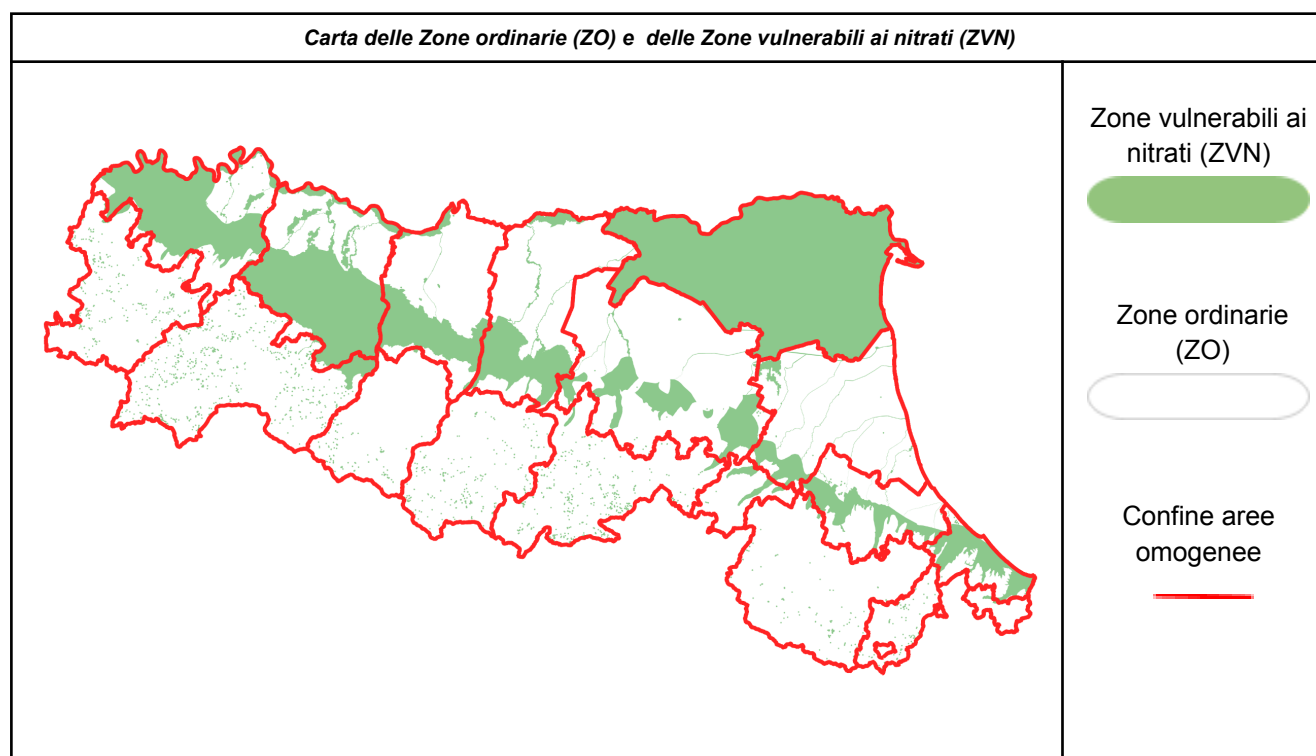 Carta delle Zone ordinarie (ZO) e  delle Zone vulnerabili ai nitrati (ZVN)
Zone vulnerabili ai
nitrati (ZVN)
Zone ordinarie
(ZO)
Confine aree
omogenee